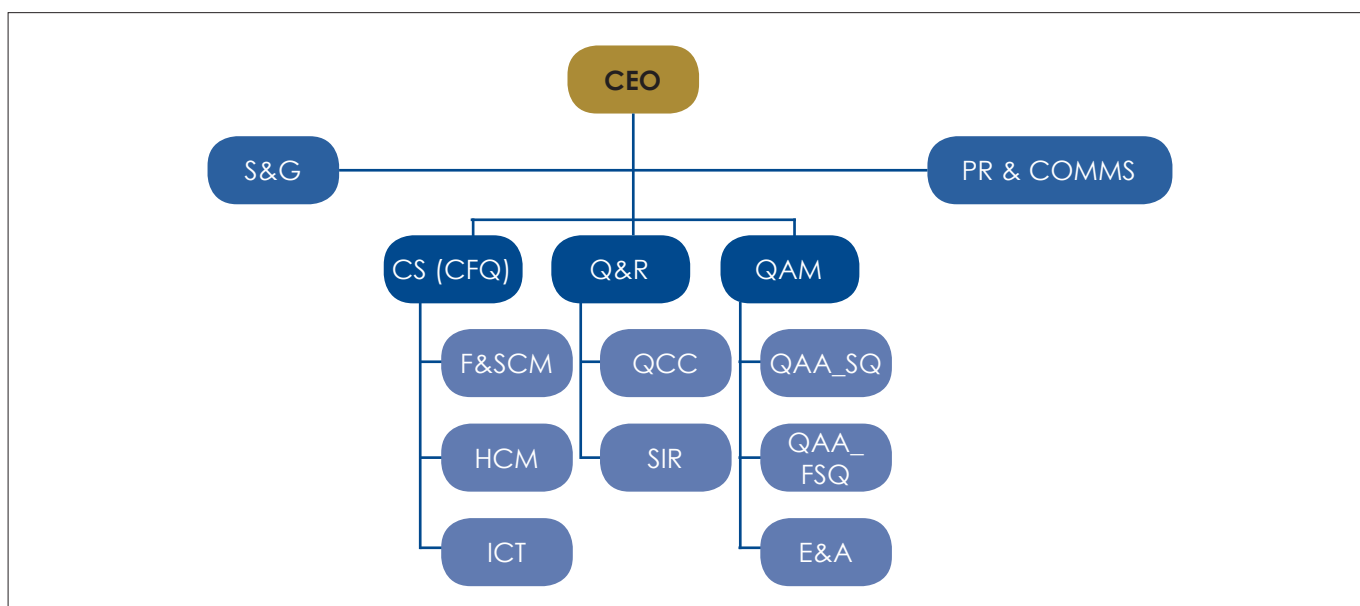 CEO
S&G
PR & COMMS
CS (CFQ)
Q&R
QAM
F&SCM
QCC
QAA_SQ
HCM
SIR
QAA_
FSQ
ICT
E&A